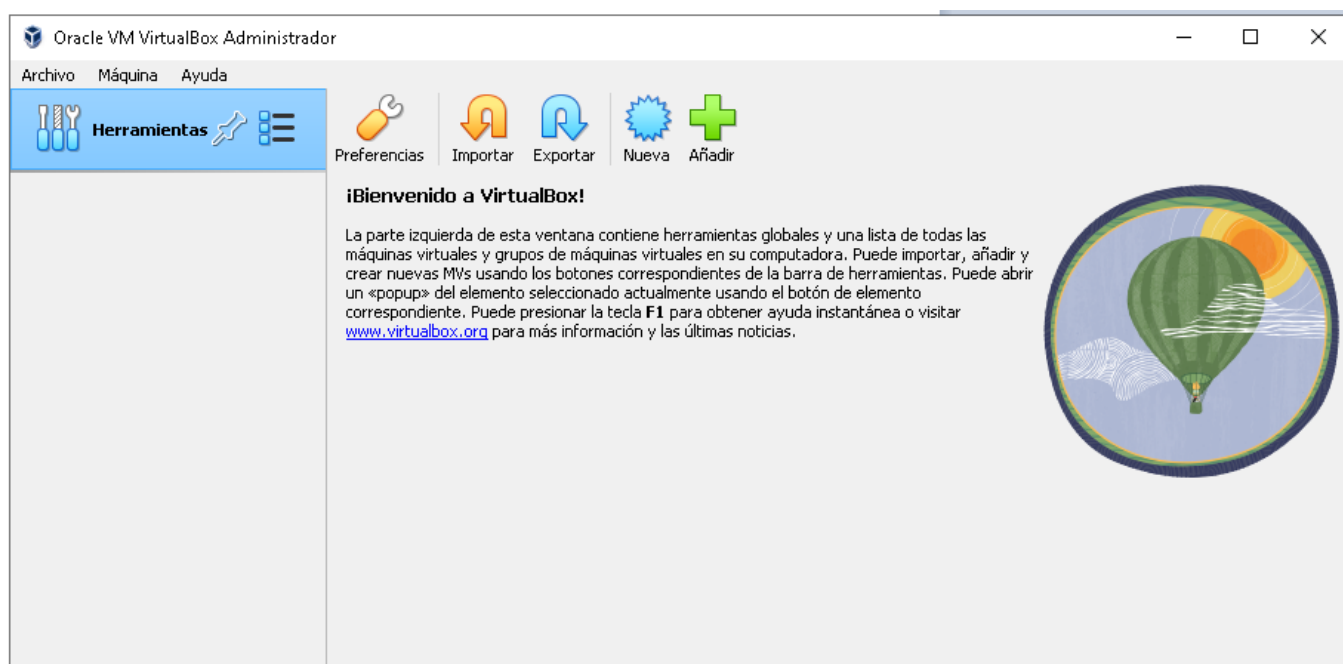 Oracle VM VirtualBox Administrador
Archivo Máquina Ayuda
Herramientas
Preferencias Importar Exportar Nueva Añadir
¡Bienvenido a VirtualBox!
La parte izquierda de esta ventana contiene herramientas globales y una lista de todas las
máquinas virtuales y grupos de máquinas virtuales en su computadora. Puede importar, añadir y
crear nuevas MVs usando los botones correspondientes de la barra de herramientas. Puede abrir
un «popup» del elemento seleccionado actualmente usando el botón de elemento
correspondiente. Puede presionar la tecla F1 para obtener ayuda instantánea o visitar
www.virtualbox.org para más información y las últimas noticias.